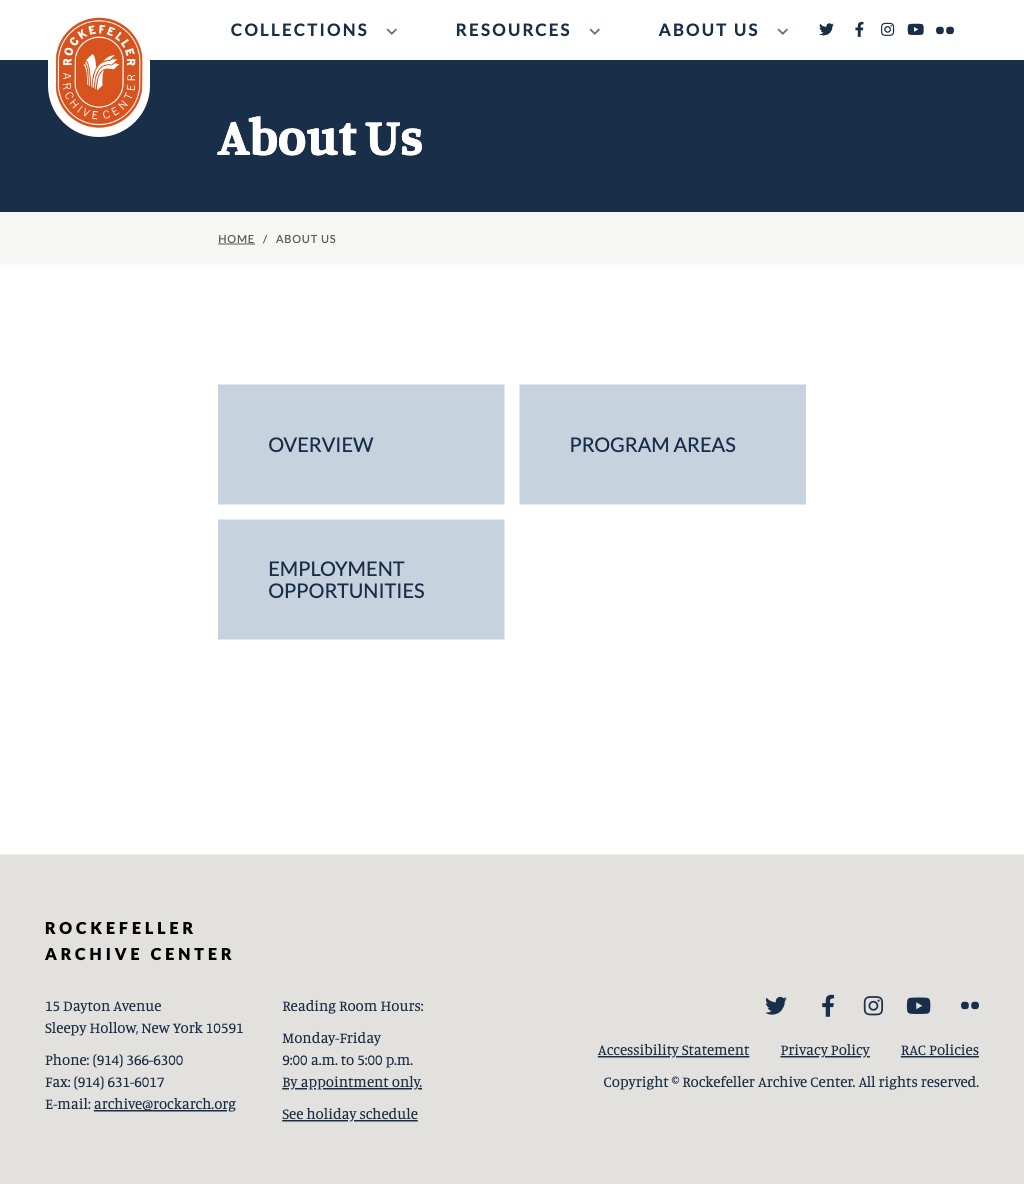 ROCKEFELLER
ARCHIVE CENTER
COLLECTIONS
RESOURCES
ABOUT US
About Us
HOME / ABOUT US
OVERVIEW
PROGRAM AREAS
EMPLOYMENT
OPPORTUNITIES
ROCKEFELLER
ARCHIVE CENTER
15 Dayton Avenue
Sleepy Hollow, New York 10591
Phone: (914) 366-6300
Fax: (914) 631-6017
E-mail: archive@rockarch.org
Reading Room Hours:
Monday-Friday
9:00 a.m. to 5:00 p.m.
By appointment only.
See holiday schedule
Accessibility Statement
Privacy Policy
RAC Policies
Copyright © Rockefeller Archive Center. All rights reserved.